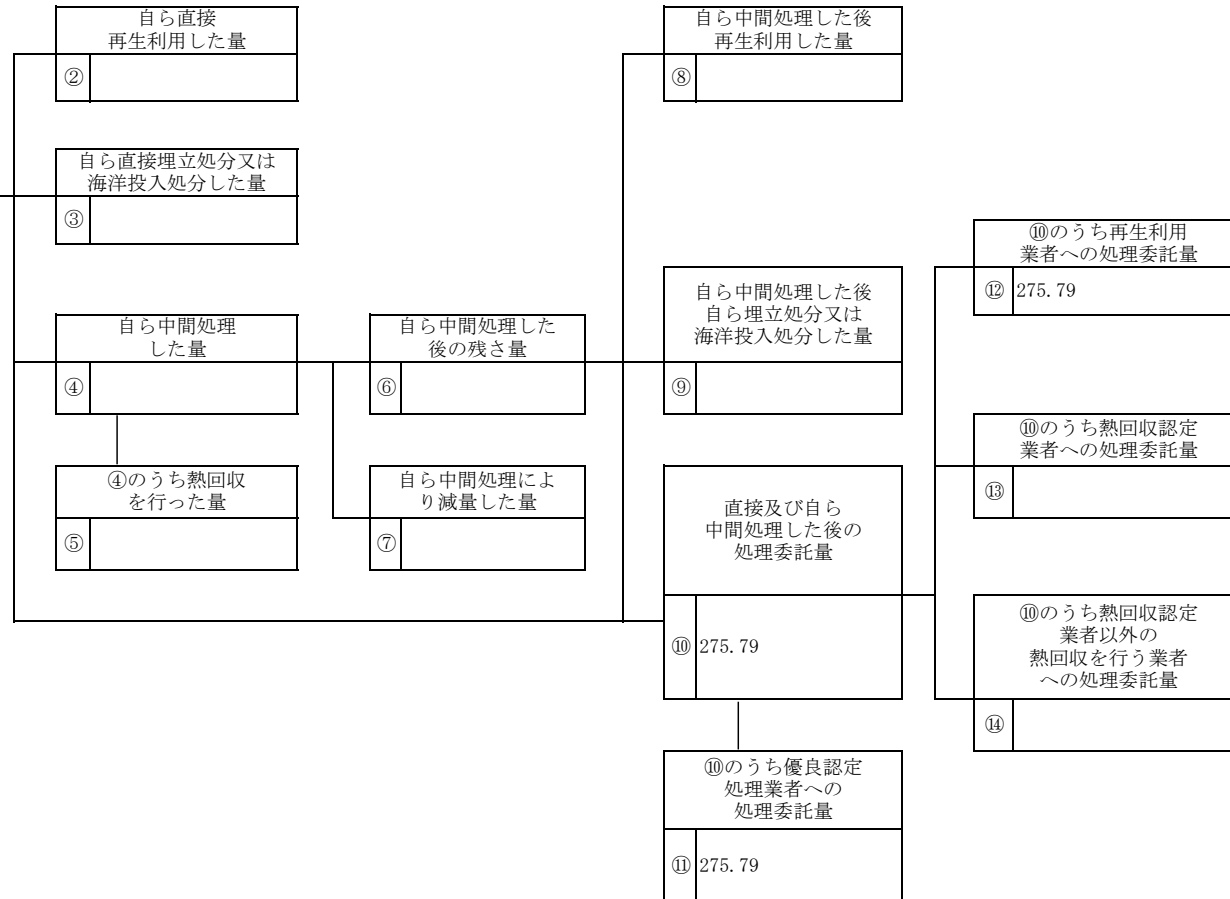 自ら直接
再生利用した量
②
自ら直接埋立処分又は
海洋投入処分した量
③
自ら中間処理
した量
④
④のうち熱回収
を行った量
⑤
自ら中間処理した
後の残さ量
⑥
自ら中間処理によ
り減量した量
⑦
自ら中間処理した後
再生利用した量
⑧
自ら中間処理した後
自ら埋立処分又は
海洋投入処分した量
⑨
直接及び自ら
中間処理した後の
処理委託量
⑩ 275.79
⑩のうち優良認定
処理業者への
処理委託量
⑪ 275.79
⑩のうち再生利用
業者への処理委託量
⑫ 275.79
⑩のうち熱回収認定
業者への処理委託量
⑬
⑩のうち熱回収認定
業者以外の
熱回収を行う業者
への処理委託量
⑭